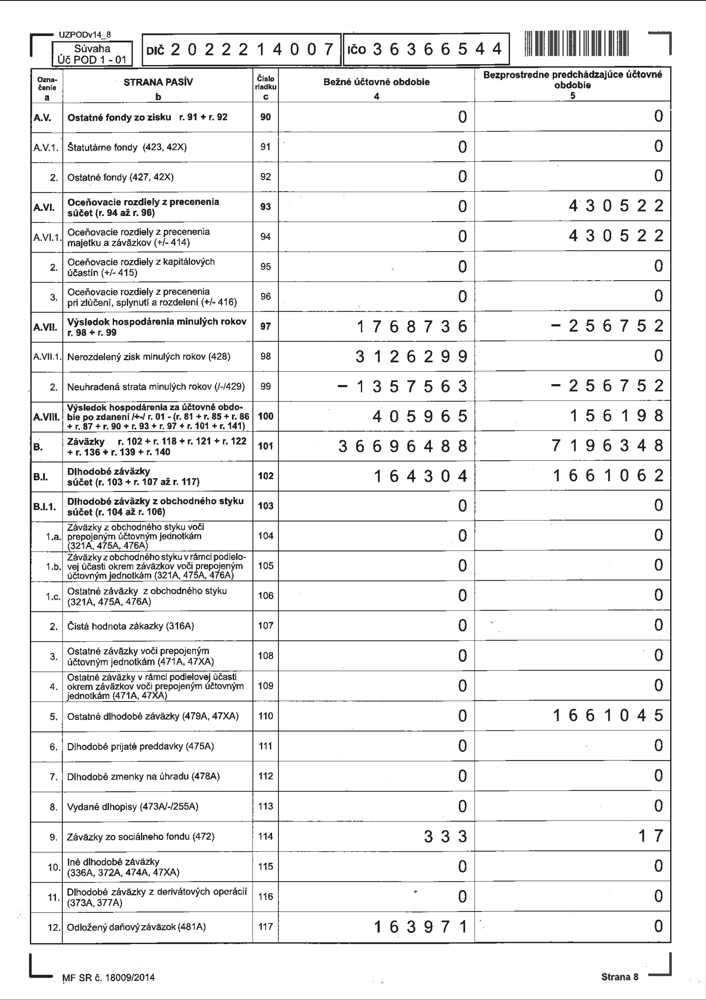 UZPODv14_8
Súvaha
Úč POD 1 - 01
DIČ 2 0 2 2 2 1 4 0 0 7
IČO 3 6 3 6 6 5 4 4
Ozna-
čenie
a
STRANA PASÍV
b
Číslo
riadku
c
Bežné účtovné obdobie
4
Bezprostredne predchádzajúce účtovné
obdobie
5
A.V. Ostatné fondy zo zisku r. 91 + r. 92 90 0 0
A.V.1. Štatutárne fondy (423, 42X) 91 0 0
2. Ostatné fondy (427, 42X) 92 0 0
A.VI. Oceňovacie rozdiely z precenenia
súčet (r. 94 až r. 96) 93 0 4 3 0 5 2 2
A.VI.1. Oceňovacie rozdiely z precenenia
majetku a záväzkov (+/- 414) 94 0 4 3 0 5 2 2
2. Oceňovacie rozdiely z kapitálových
účastín (+/- 415) 95 0 0
3. Oceňovacie rozdiely z precenenia
pri zlúčení, splynutí a rozdelení (+/- 416) 96 0 0
A.VII. Výsledok hospodárenia minulých rokov
r. 98 + r. 99 97 1 7 6 8 7 3 6 - 2 5 6 7 5 2
A.VII.1. Nerozdelený zisk minulých rokov (428) 98 3 1 2 6 2 9 9 0
2. Neuhradená strata minulých rokov (/-/429) 99 - 1 3 5 7 5 6 3 - 2 5 6 7 5 2
A.VIII. Výsledok hospodárenia za účtovné obdo-
bie po zdanení /+-/ r. 01 - (r. 81 + r. 85 + r. 86
+ r. 87 + r. 90 + r. 93 + r. 97 + r. 101 + r. 141) 100 4 0 5 9 6 5 1 5 6 1 9 8
B. Záväzky r. 102 + r. 118 + r. 121 + r. 122
+ r. 136 + r. 139 + r. 140 101 3 6 6 9 6 4 8 8 7 1 9 6 3 4 8
B.I. Dlhodobé záväzky
súčet (r. 103 + r. 107 až r. 117) 102 1 6 4 3 0 4 1 6 6 1 0 6 2
B.I.1. Dlhodobé záväzky z obchodného styku
súčet (r. 104 až r. 106) 103 0 0
1.a. Záväzky z obchodného styku voči
prepojeným účtovným jednotkám
(321A, 475A, 476A) 104 0 0
1.b. Záväzky z obchodného styku v rámci podielo-
vej účasti okrem záväzkov voči prepojeným
účtovným jednotkám (321A, 475A, 476A) 105 0 0
1.c. Ostatné záväzky z obchodného styku
(321A, 475A, 476A) 106 0 0
2. Čistá hodnota zákazky (316A) 107 0 0
3. Ostatné záväzky voči prepojeným
účtovným jednotkám (471A, 47XA) 108 0 0
4. Ostatné záväzky v rámci podielovej účasti
okrem záväzkov voči prepojeným účtovným
jednotkám (471A, 47XA) 109 0 0
5. Ostatné dlhodobé záväzky (479A, 47XA) 110 0 1 6 6 1 0 4 5
6. Dlhodobé prijaté preddavky (475A) 111 0 0
7. Dlhodobé zmenky na úhradu (478A) 112 0 0
8. Vydané dlhopisy (473A/-/255A) 113 0 0
9. Záväzky zo sociálneho fondu (472) 114 3 3 3 1 7
10. Iné dlhodobé záväzky
(336A, 372A, 474A, 47XA) 115 0 0
11. Dlhodobé záväzky z derivátových operácií
(373A, 377A) 116 0 0
12. Odložený daňový záväzok (481A) 117 1 6 3 9 7 1 0
MF SR č. 18009/2014
Strana 8